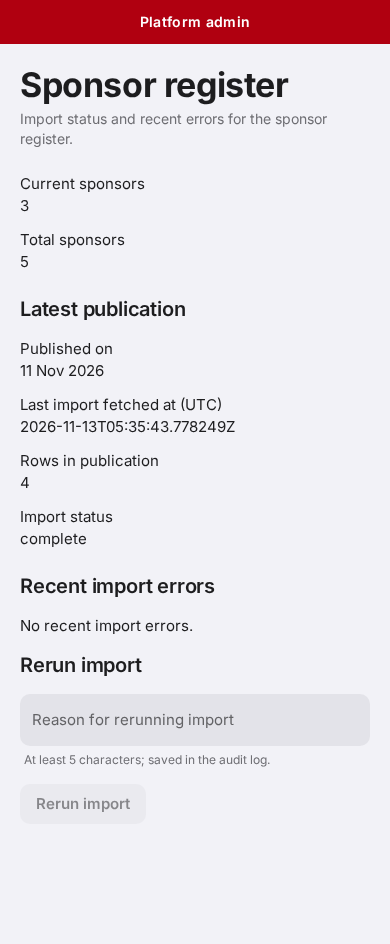 Platform admin
Sponsor register
Import status and recent errors for the sponsor
register.
Current sponsors
3
Total sponsors
5
Latest publication
Published on
11 Nov 2026
Last import fetched at (UTC)
2026-11-13T05:35:43.778249Z
Rows in publication
4
Import status
complete
Recent import errors
No recent import errors.
Rerun import
Reason for rerunning import
At least 5 characters; saved in the audit log.
Rerun import